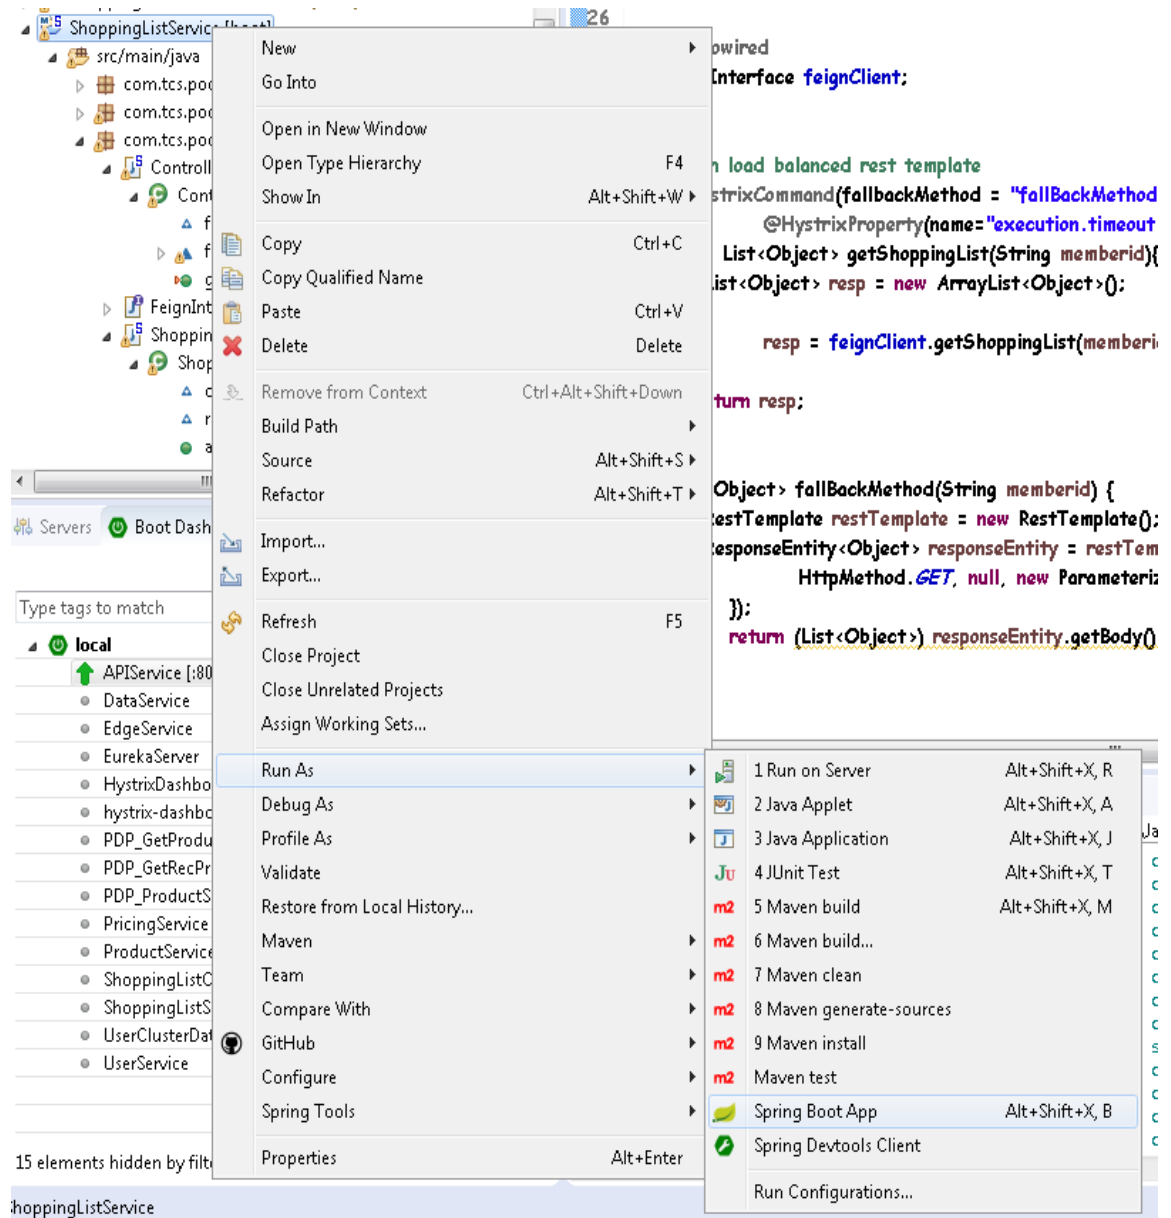 ShoppingListService [boot]
src/main/java
com.tcs.poc
com.tcs.poc
com.tcs.poc
Controll
Cont
f
f
FeignInt
Shoppin
Shop
r
a
Servers
Boot Dash
Type tags to match
local
APIService [:80
DataService
EdgeService
EurekaServer
HystrixDashbo
hystrix-dashbo
PDP_GetProdu
PDP_GetRecPr
PDP_ProductS
PricingService
ProductService
ShoppingListC
ShoppingListS
UserClusterDat
UserService
15 elements hidden by filte
hoppingListService
New
Go Into
Open in New Window
Open Type Hierarchy F4
Show In Alt+Shift+W
Copy Ctrl+C
Copy Qualified Name
Paste Ctrl+V
Delete Delete
Remove from Context Ctrl+Alt+Shift+Down
Build Path
Source Alt+Shift+S
Refactor Alt+Shift+T
Import...
Export...
Refresh F5
Close Project
Close Unrelated Projects
Assign Working Sets...
Run As
Debug As
Profile As
Validate
Restore from Local History...
Maven
Team
Compare With
GitHub
Configure
Spring Tools
Properties Alt+Enter
26
owired
Interface feignClient;
load balanced rest template
strixCommand(fallbackMethod = "fallBackMethod
@HystrixProperty(name="execution.timeout
List<Object> getShoppingList(String memberid){
ist<Object> resp = new ArrayList<Object>();
resp = feignClient.getShoppingList(memberi
turn resp;
Object> fallBackMethod(String memberid) {
estTemplate restTemplate = new RestTemplate();
esponseEntity<Object> responseEntity = restTem
HttpMethod.GET, null, new Parameteriz
});
return (List<Object>) responseEntity.getBody()
1 Run on Server Alt+Shift+X, R
2 Java Applet Alt+Shift+X, A
3 Java Application Alt+Shift+X, J
4 JUnit Test Alt+Shift+X, T
5 Maven build Alt+Shift+X, M
6 Maven build...
7 Maven clean
8 Maven generate-sources
9 Maven install
Maven test
Spring Boot App Alt+Shift+X, B
Spring Devtools Client
Run Configurations...